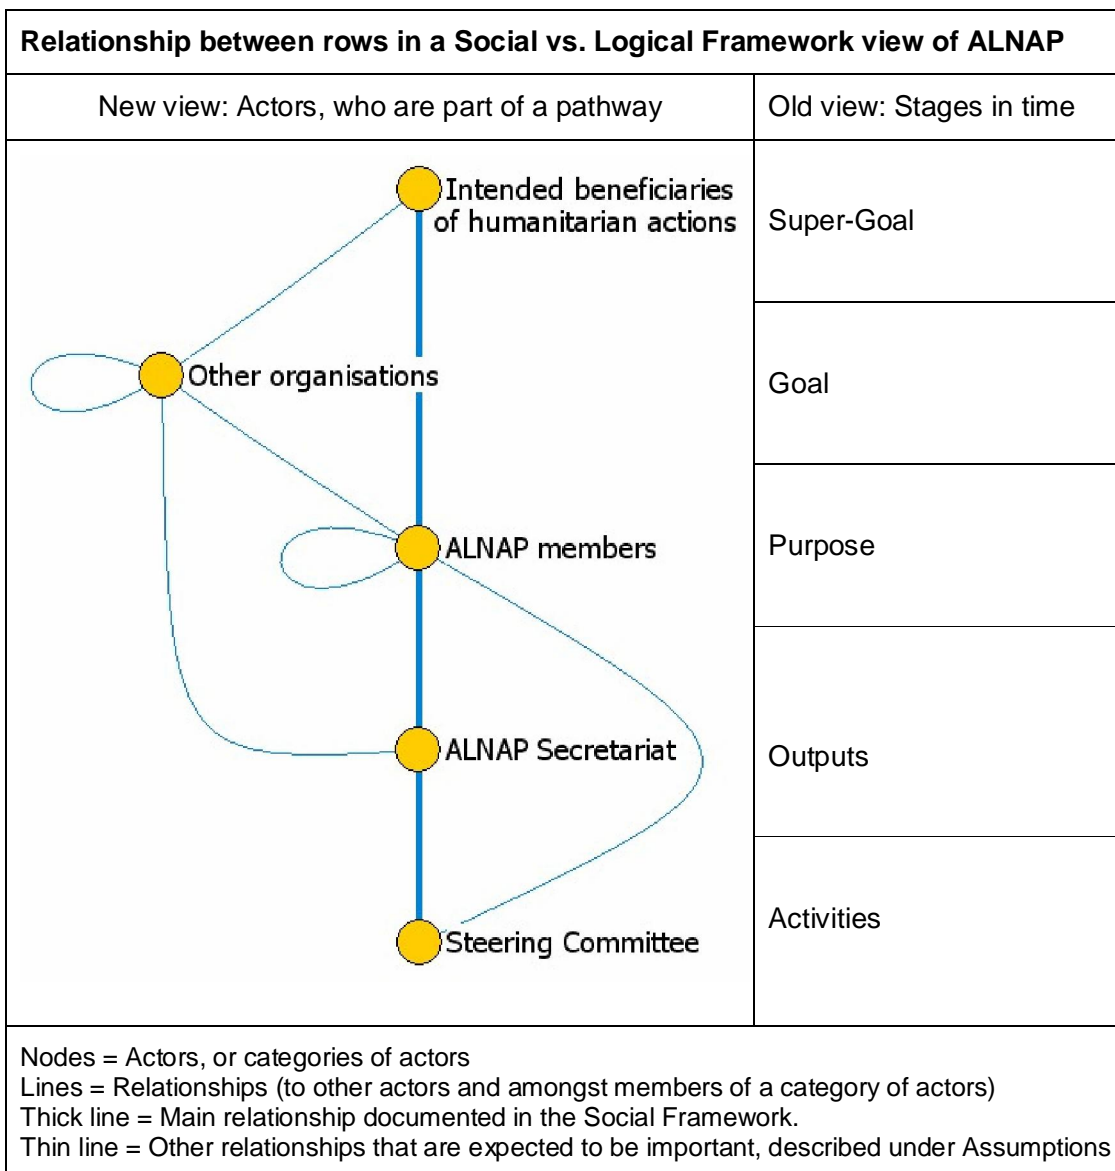 Relationship between rows in a Social vs. Logical Framework view of ALNAP
New view: Actors, who are part of a pathway
Old view: Stages in time
Intended beneficiaries
of humanitarian actions
Super-Goal
Other organisations
Goal
ALNAP members
Purpose
ALNAP Secretariat
Outputs
Steering Committee
Activities
Nodes = Actors, or categories of actors
Lines = Relationships (to other actors and amongst members of a category of actors)
Thick line = Main relationship documented in the Social Framework.
Thin line = Other relationships that are expected to be important, described under Assumptions